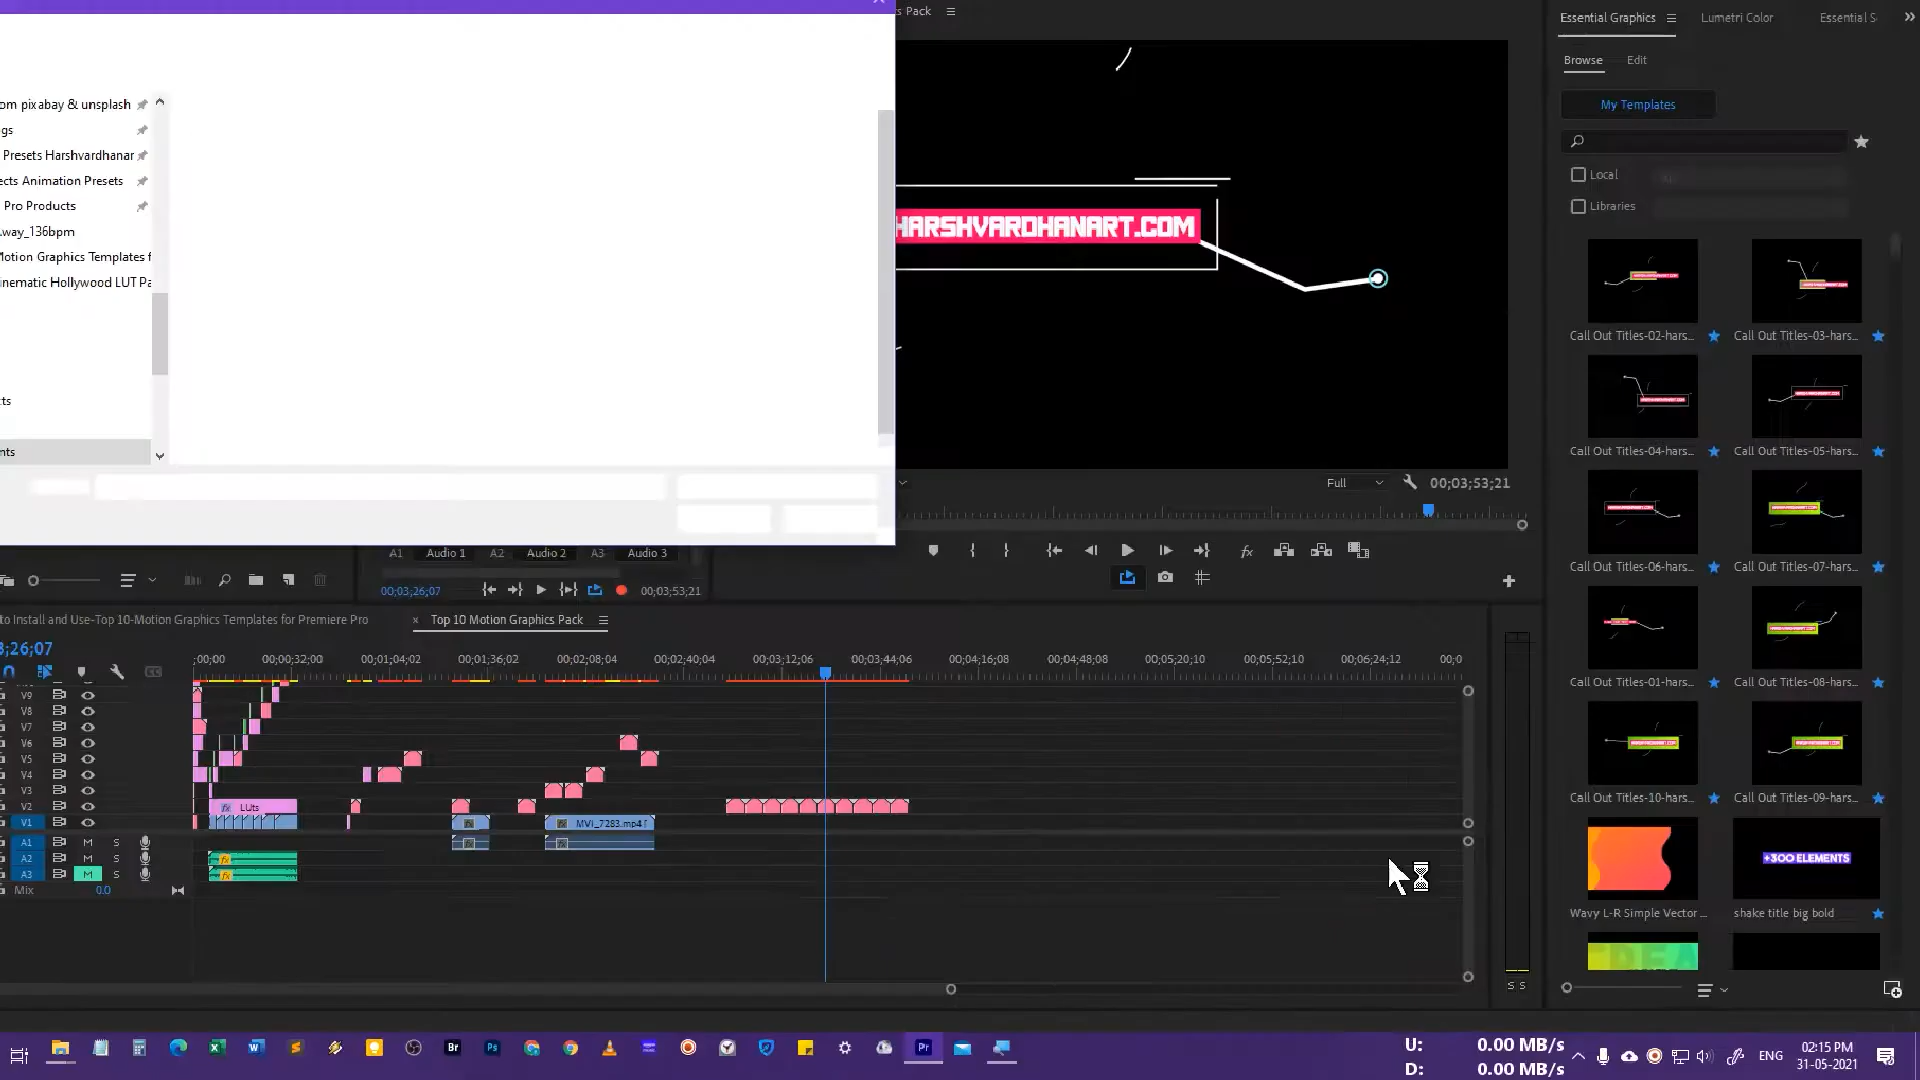 s Pack
Essential Graphics
Lumetri Color
Essential S
Browse
Edit
My Templates
Local
Libraries
om pixabay & unsplash
gs
Presets Harshvardhanar
ects Animation Presets
Pro Products
way_136bpm
Motion Graphics Templates f
inematic Hollywood LUT Pa
ts
nts
HARSHVARDHANART.COM
Call Out Titles-02-hars...
Call Out Titles-03-hars...
Call Out Titles-04-hars...
Call Out Titles-05-hars...
Call Out Titles-06-hars...
Call Out Titles-07-hars...
Call Out Titles-01-hars...
Call Out Titles-08-hars...
Call Out Titles-10-hars...
Call Out Titles-09-hars...
+300 ELEMENTS
Wavy L-R Simple Vector ...
shake title big bold
Full
00;03;53;21
A1 Audio 1 A2 Audio 2 A3 Audio 3
00;03;26;07
00;03;53;21
to Install and Use-Top 10-Motion Graphics Templates for Premiere Pro
× Top 10 Motion Graphics Pack
3;26;07
;00;00 00;00;32;00 00;01;04;02 00;01;36;02 00;02;08;04 00;02;40;04 00;03;12;06 00;03;44;06 00;04;16;08 00;04;48;08 00;05;20;10 00;05;52;10 00;06;24;12 00;0
V9
V8
V7
V6
V5
V4
V3
V2
fx LUts
V1
MVI_7283.mp4 [
A1 M S
A2 M S
A3 M S
Mix 0.0
S S
U: 0.00 MB/s
D: 0.00 MB/s
ENG
02:15 PM
31-05-2021